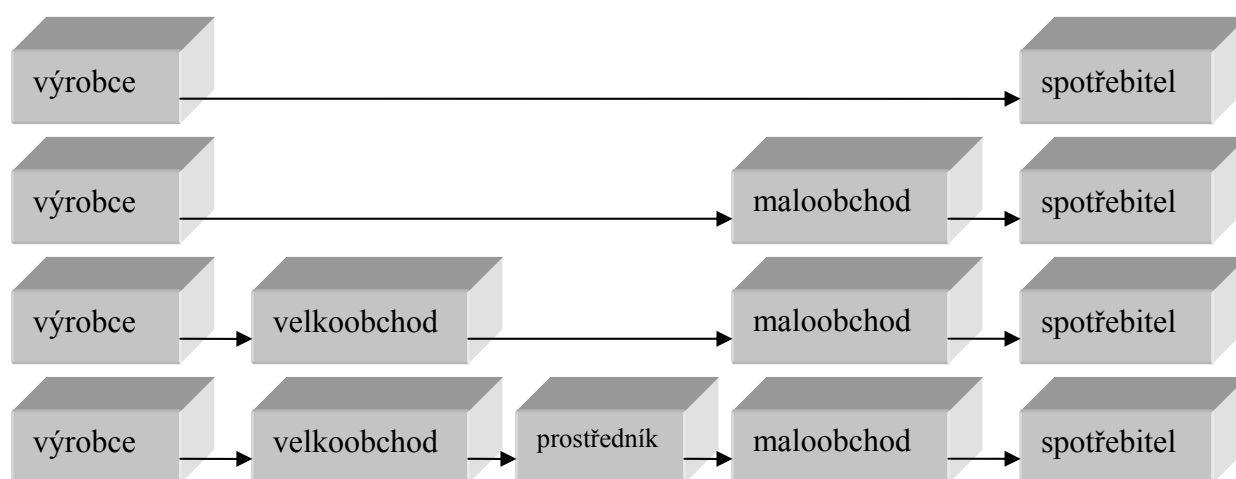 výrobce spotřebitel
výrobce maloobchod spotřebitel
výrobce velkoobchod maloobchod spotřebitel
výrobce velkoobchod prostředník maloobchod spotřebitel